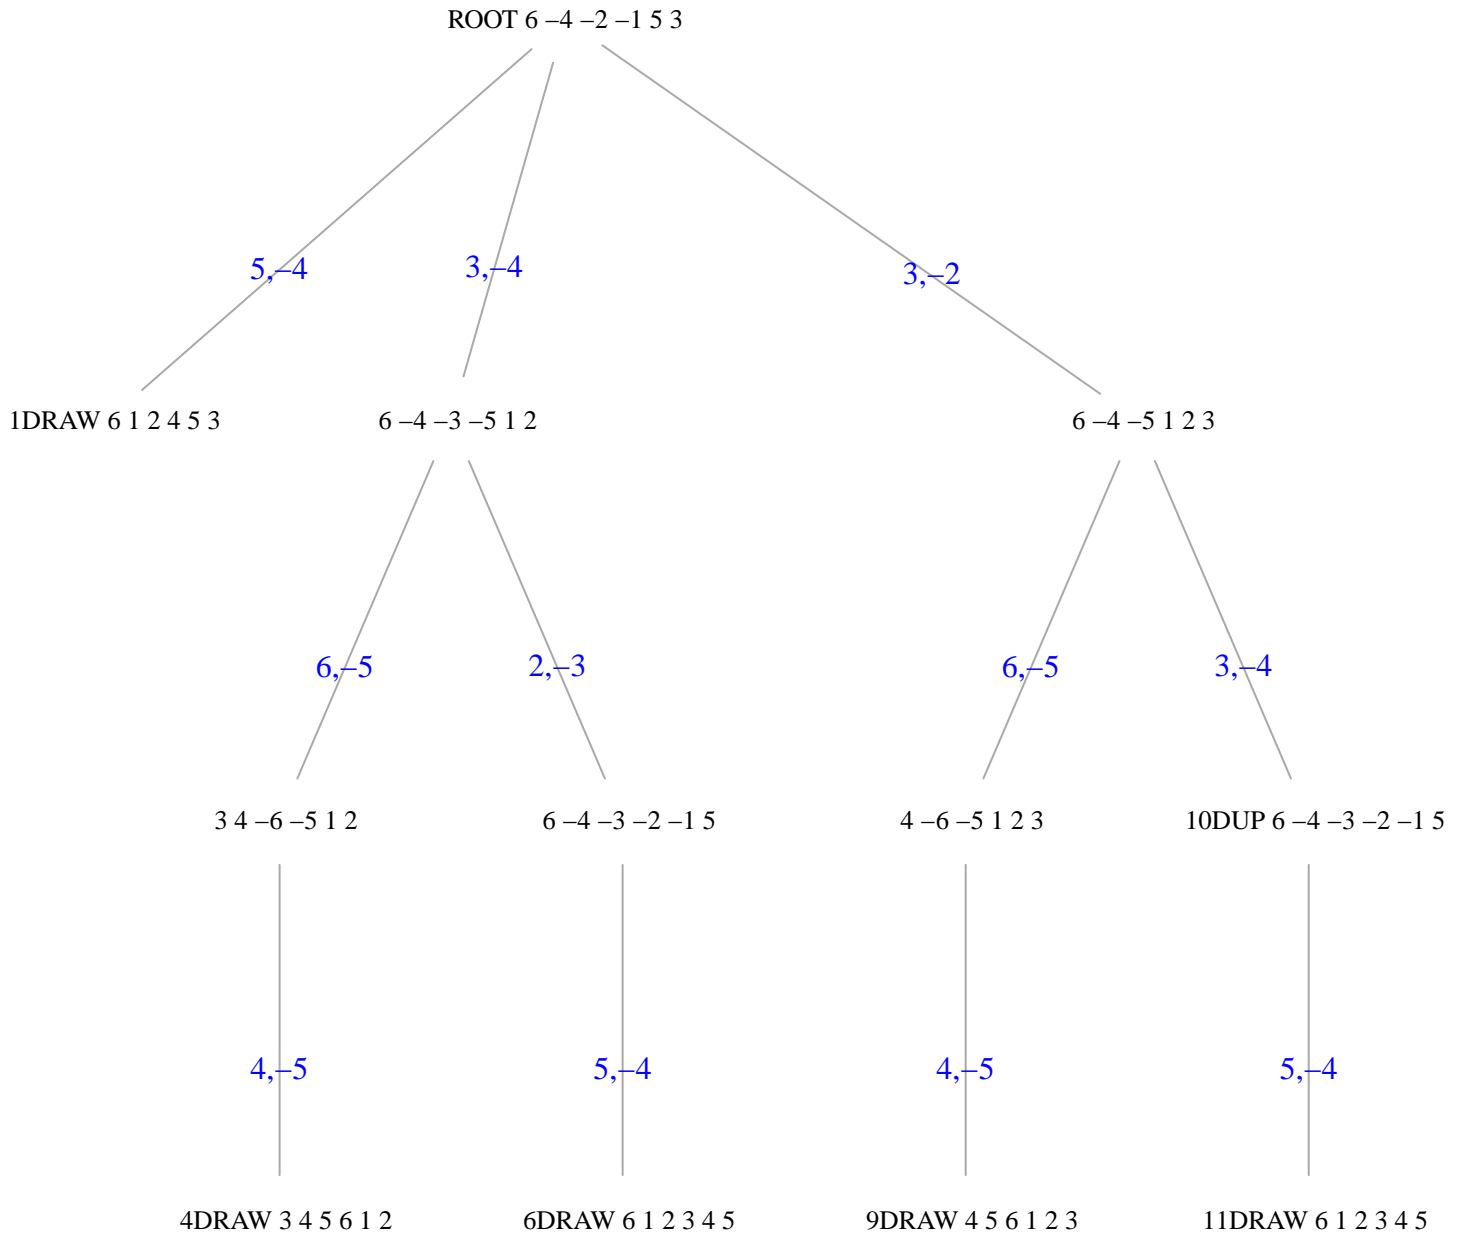 ROOT 6 –4 –2 –1 5 3
5,–4
3,–4
3,–2
1DRAW 6 1 2 4 5 3
6 –4 –3 –5 1 2
6 –4 –5 1 2 3
6,–5
2,–3
6,–5
3,–4
3 4 –6 –5 1 2
6 –4 –3 –2 –1 5
4 –6 –5 1 2 3
10DUP 6 –4 –3 –2 –1 5
4,–5
5,–4
4,–5
5,–4
4DRAW 3 4 5 6 1 2
6DRAW 6 1 2 3 4 5
9DRAW 4 5 6 1 2 3
11DRAW 6 1 2 3 4 5